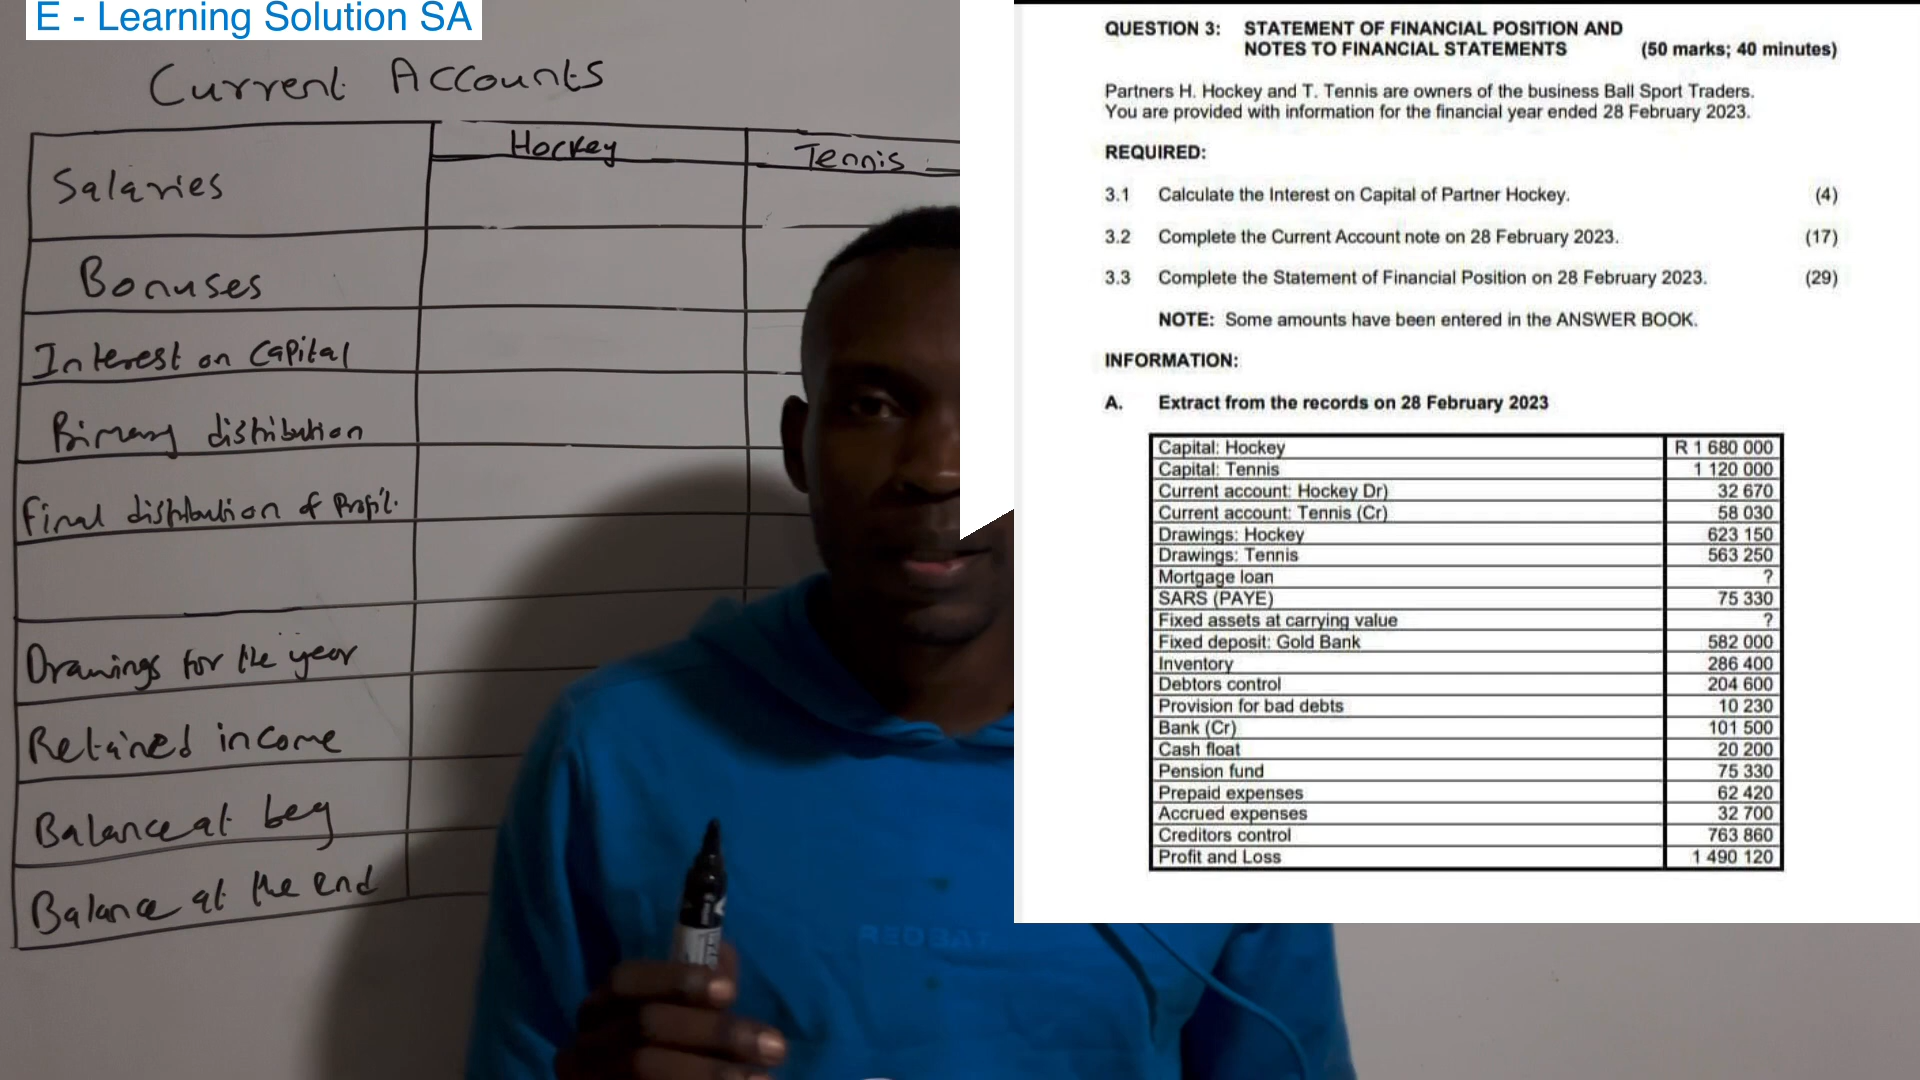 E - Learning Solution SA
Current Accounts
Hockey
Tennis
Salaries
Bonuses
Interest on Capital
Primary distribution
Final distribution of Profit.
Drawings for the year
Retained income
Balance at beg
Balance at the end
REDBAT
QUESTION 3: STATEMENT OF FINANCIAL POSITION AND
NOTES TO FINANCIAL STATEMENTS (50 marks; 40 minutes)
Partners H. Hockey and T. Tennis are owners of the business Ball Sport Traders.
You are provided with information for the financial year ended 28 February 2023.
REQUIRED:
3.1 Calculate the Interest on Capital of Partner Hockey. (4)
3.2 Complete the Current Account note on 28 February 2023. (17)
3.3 Complete the Statement of Financial Position on 28 February 2023. (29)
NOTE: Some amounts have been entered in the ANSWER BOOK.
INFORMATION:
A. Extract from the records on 28 February 2023
Capital: Hockey R 1 680 000
Capital: Tennis 1 120 000
Current account: Hockey Dr) 32 670
Current account: Tennis (Cr) 58 030
Drawings: Hockey 623 150
Drawings: Tennis 563 250
Mortgage loan ?
SARS (PAYE) 75 330
Fixed assets at carrying value ?
Fixed deposit: Gold Bank 582 000
Inventory 286 400
Debtors control 204 600
Provision for bad debts 10 230
Bank (Cr) 101 500
Cash float 20 200
Pension fund 75 330
Prepaid expenses 62 420
Accrued expenses 32 700
Creditors control 763 860
Profit and Loss 1 490 120